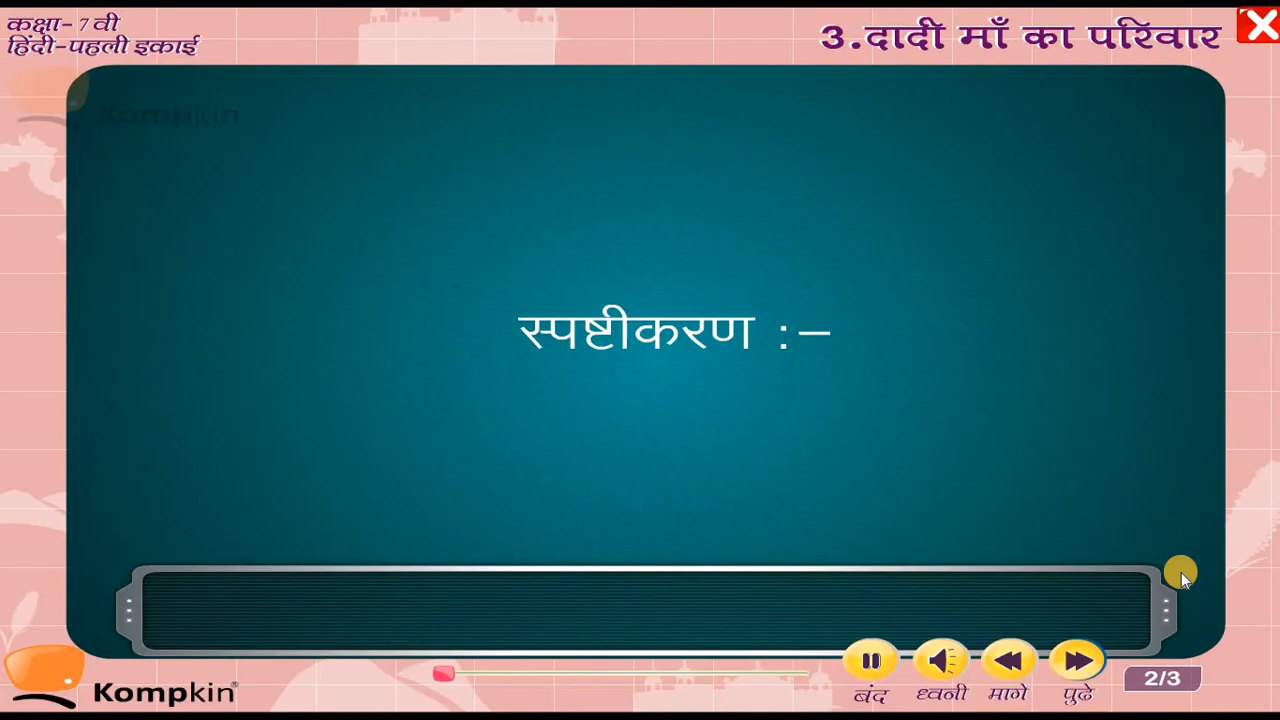 कक्षा- 7 वी
हिंदी-पहली इकाई
3.दादी माँ का परिवार
Kompkin
स्पष्टीकरण :–
Kompkin
बंद
ध्वनी
मागे
पुढे
2/3